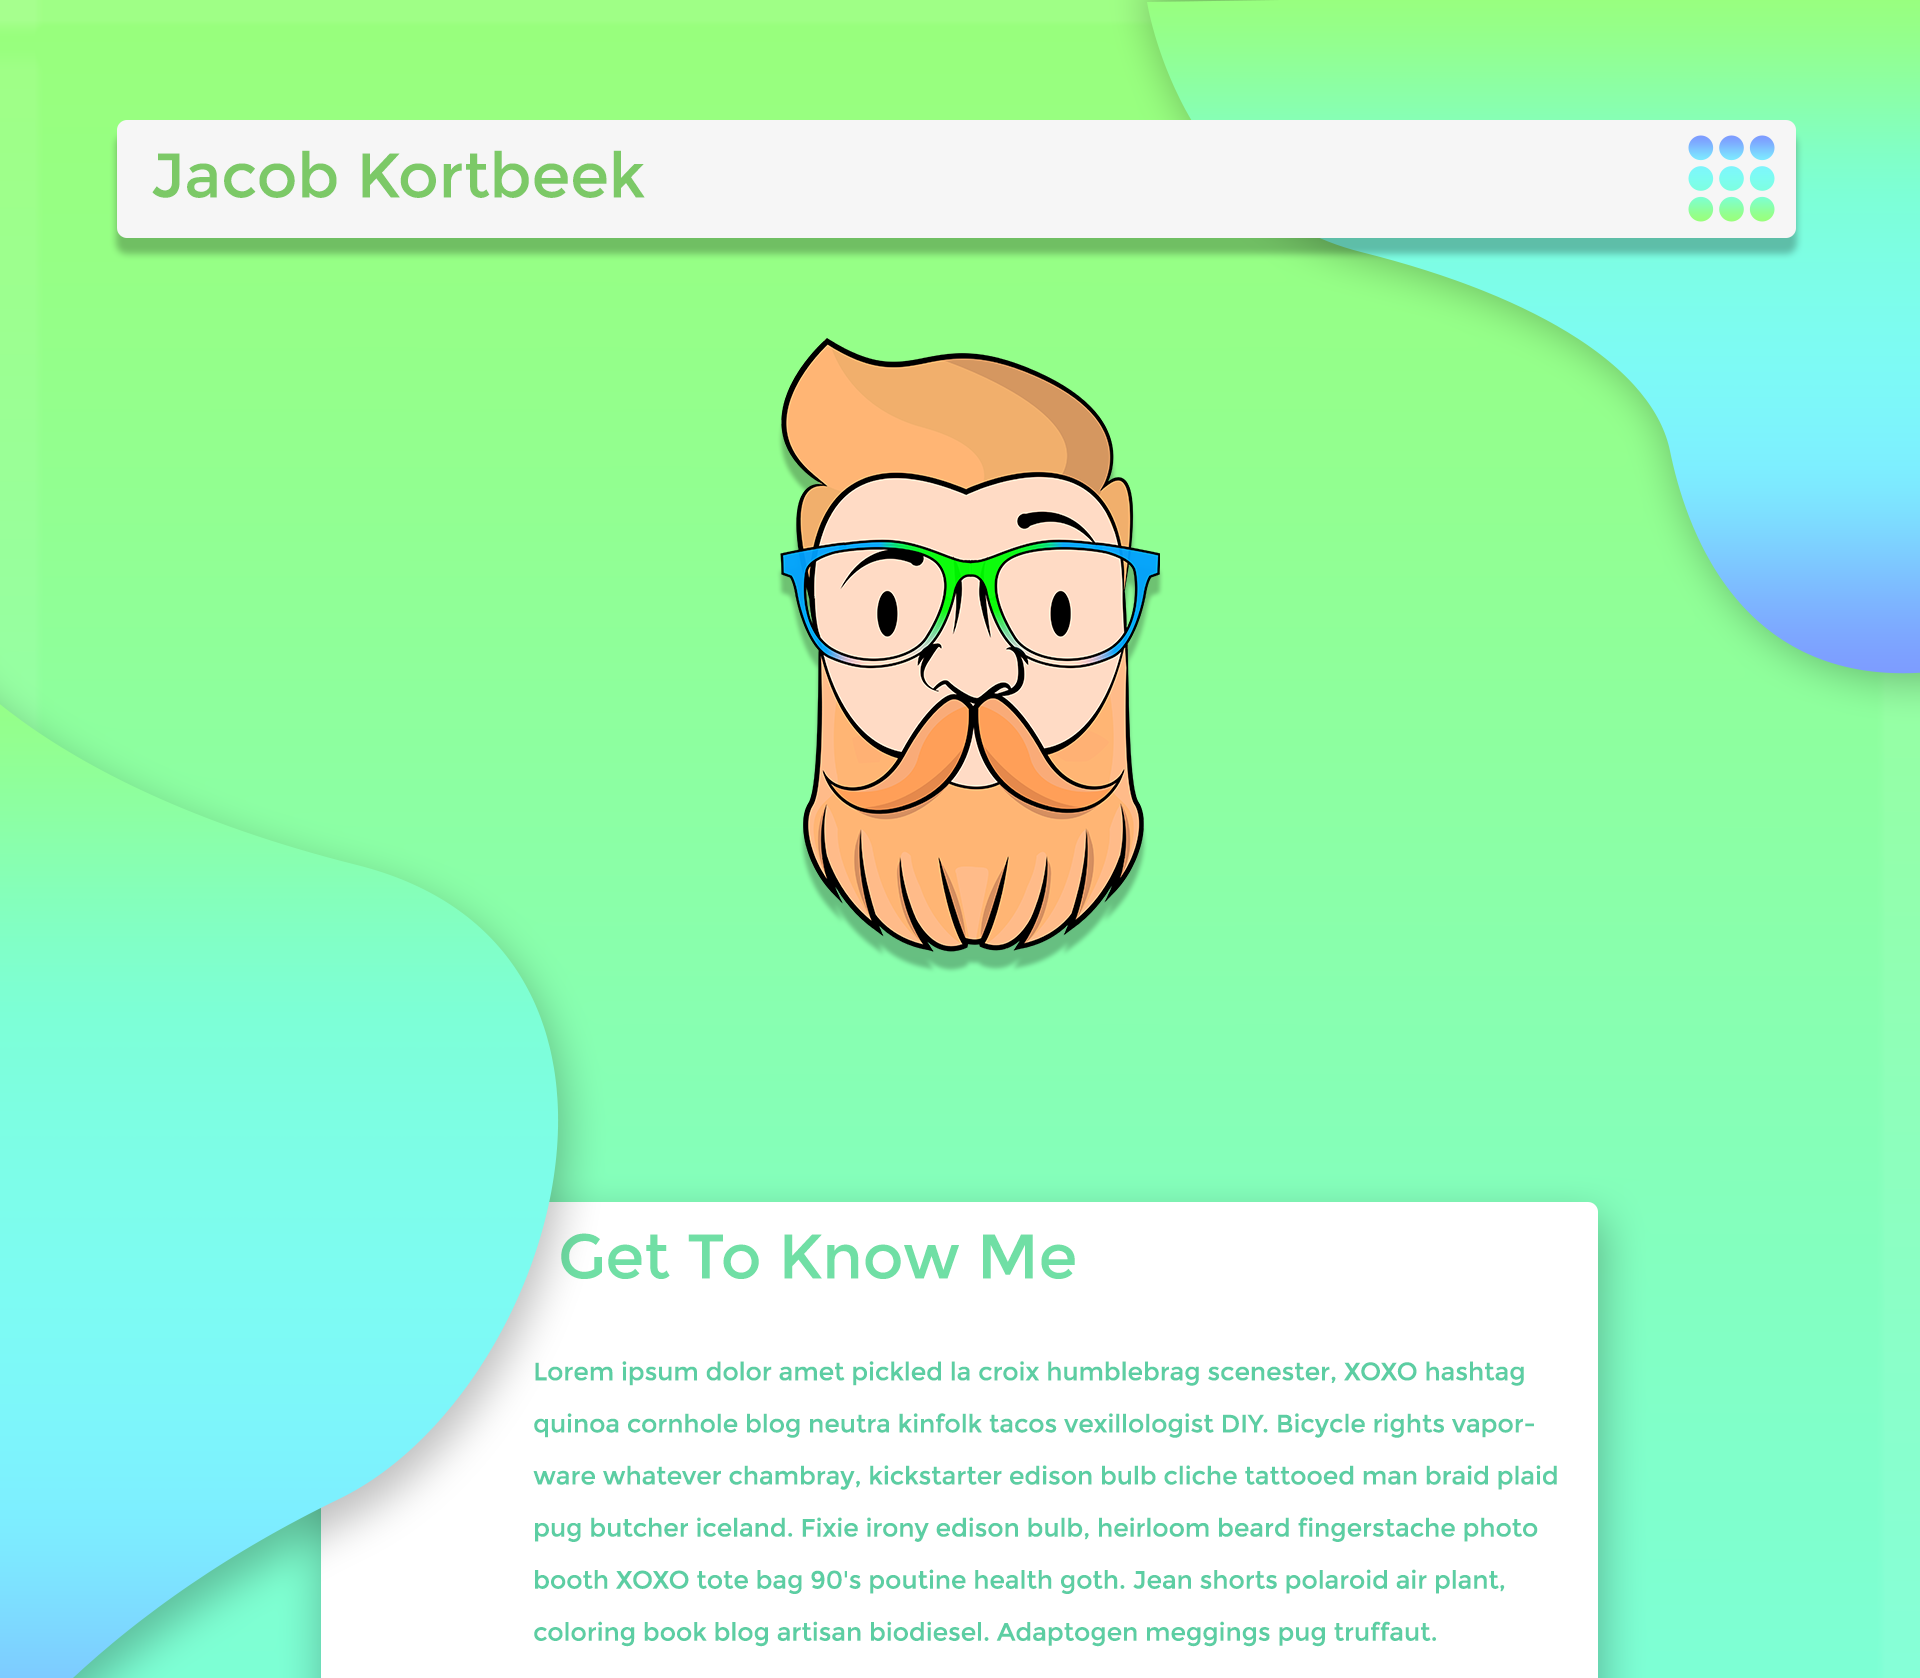 Jacob Kortbeek
Get To Know Me
Lorem ipsum dolor amet pickled la croix humblebrag scenester, XOXO hashtag
quinoa cornhole blog neutra kinfolk tacos vexillologist DIY. Bicycle rights vapor-
ware whatever chambray, kickstarter edison bulb cliche tattooed man braid plaid
pug butcher iceland. Fixie irony edison bulb, heirloom beard fingerstache photo
booth XOXO tote bag 90's poutine health goth. Jean shorts polaroid air plant,
coloring book blog artisan biodiesel. Adaptogen meggings pug truffaut.